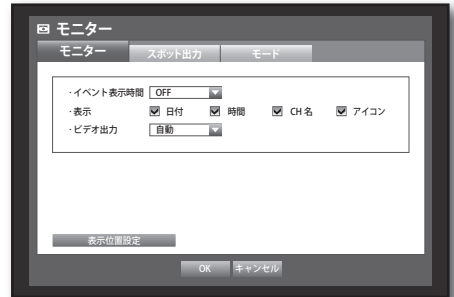 モニター
モニター スポット出力 モード
・イベント表示時間 OFF
・表示 日付 時間 CH 名 アイコン
・ビデオ出力 自動
表示位置設定
OK キャンセル